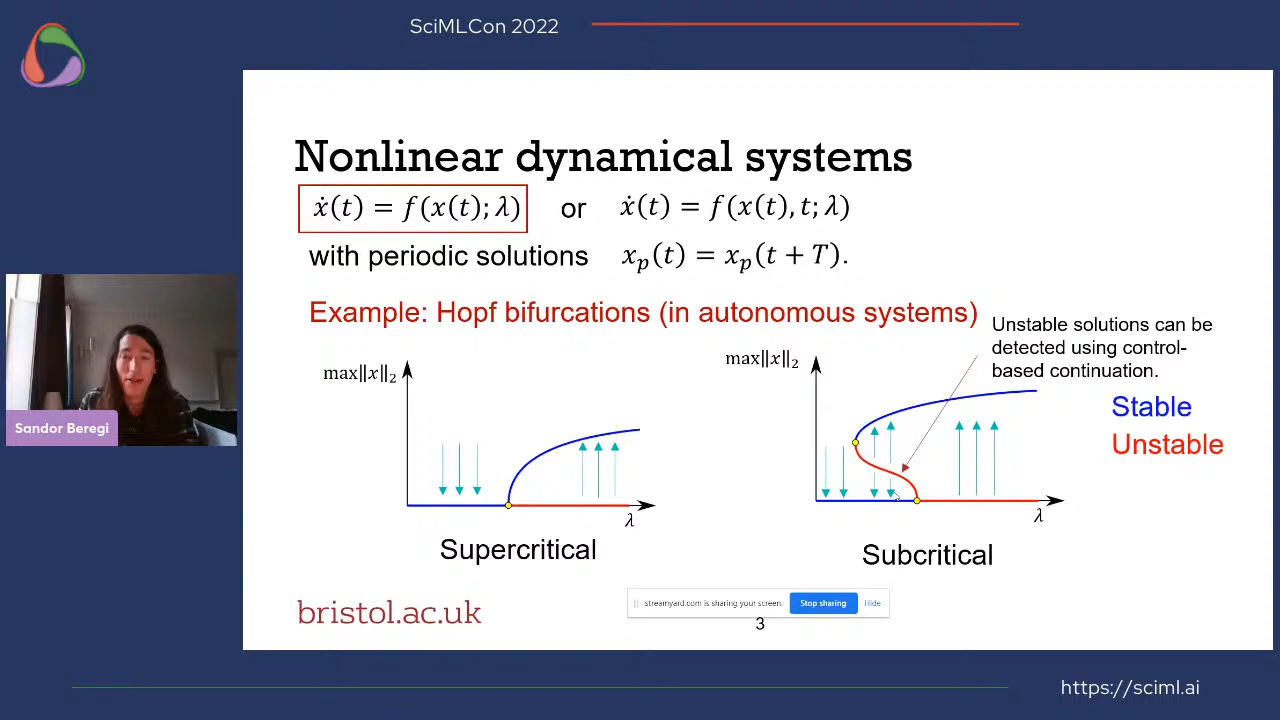 SciMLCon 2022
Nonlinear dynamical systems
ẋ(t) = f(x(t); λ) or ẋ(t) = f(x(t), t; λ)
with periodic solutions xₚ(t) = xₚ(t + T).
Example: Hopf bifurcations (in autonomous systems)
Unstable solutions can be
detected using control-
based continuation.
max‖x‖₂
max‖x‖₂
Stable
Unstable
Sandor Beregi
λ
λ
Supercritical
Subcritical
streamyard.com is sharing your screen. Stop sharing Hide
bristol.ac.uk
3
https://sciml.ai